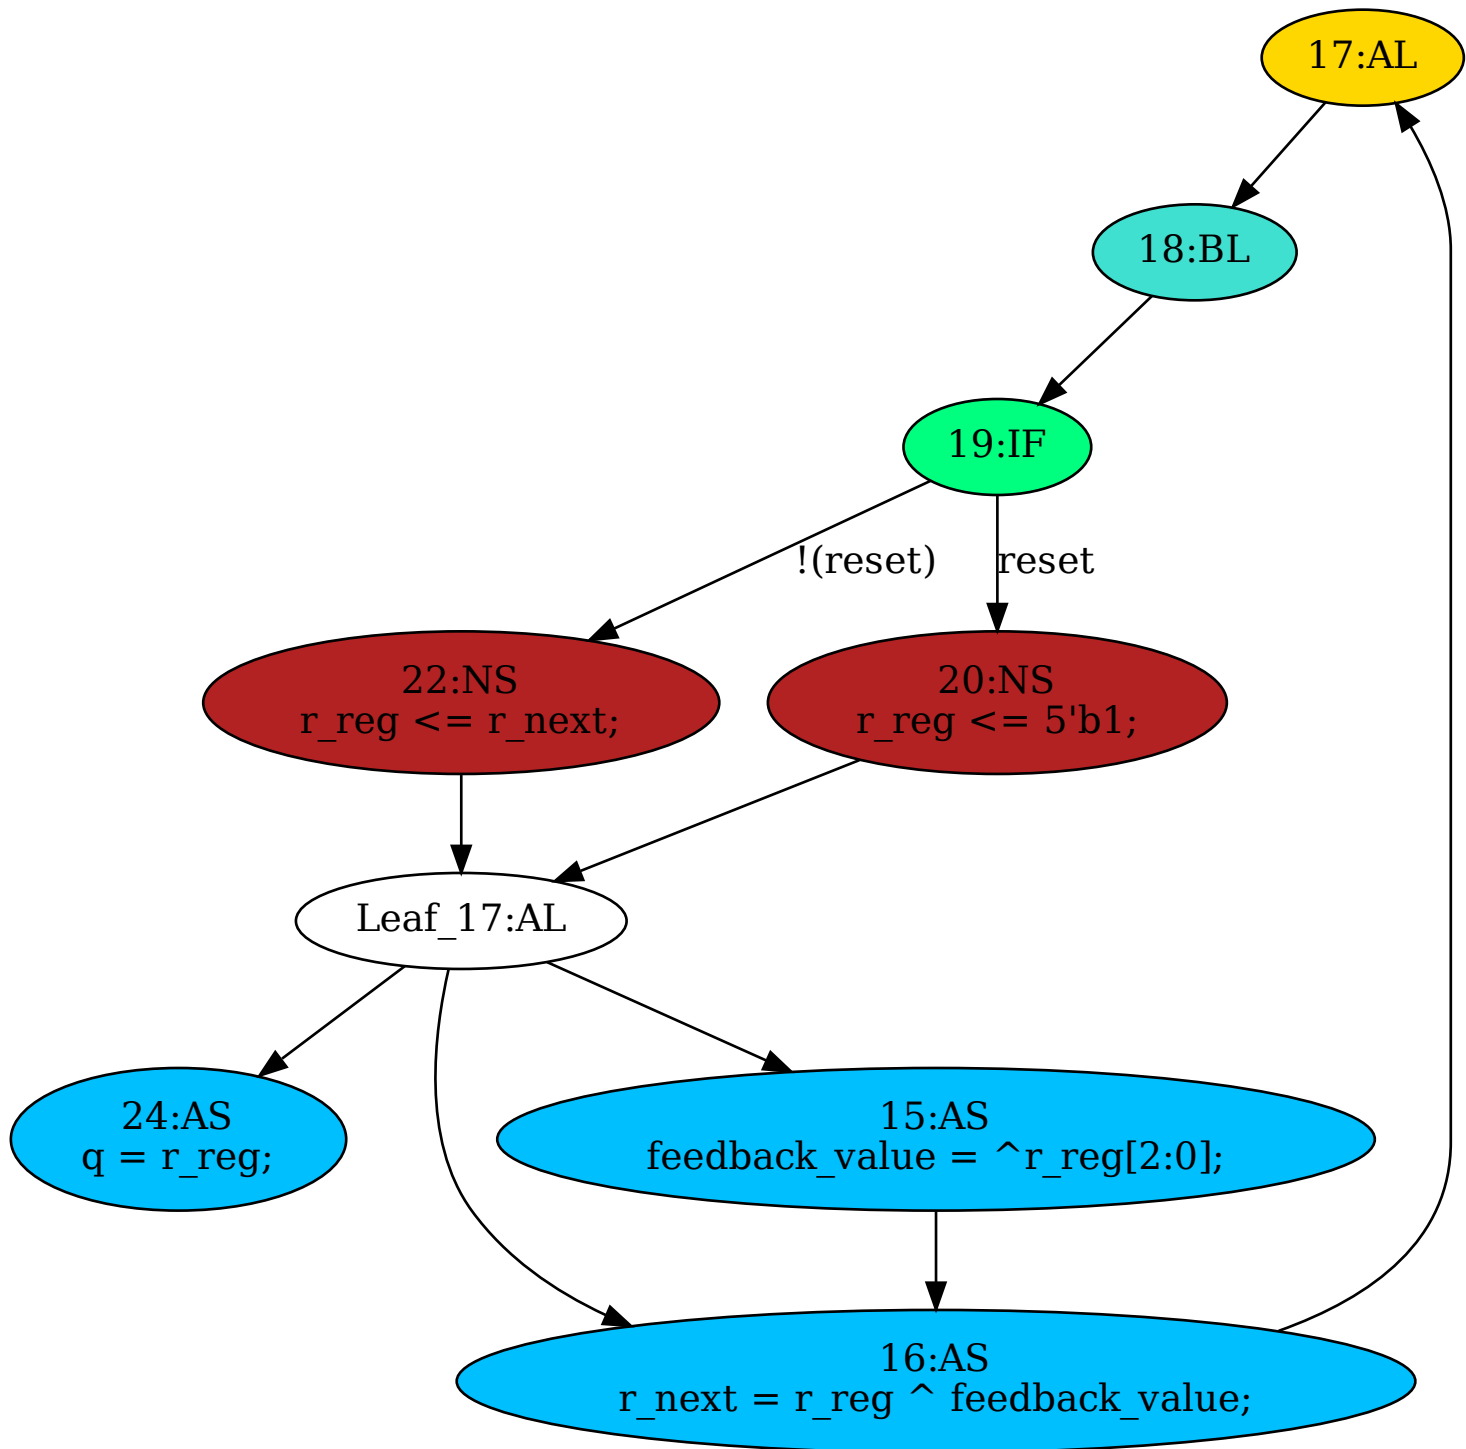 17:AL
18:BL
19:IF
!(reset)
reset
22:NS
r_reg <= r_next;
20:NS
r_reg <= 5'b1;
Leaf_17:AL
24:AS
q = r_reg;
15:AS
feedback_value = ^r_reg[2:0];
16:AS
r_next = r_reg ^ feedback_value;